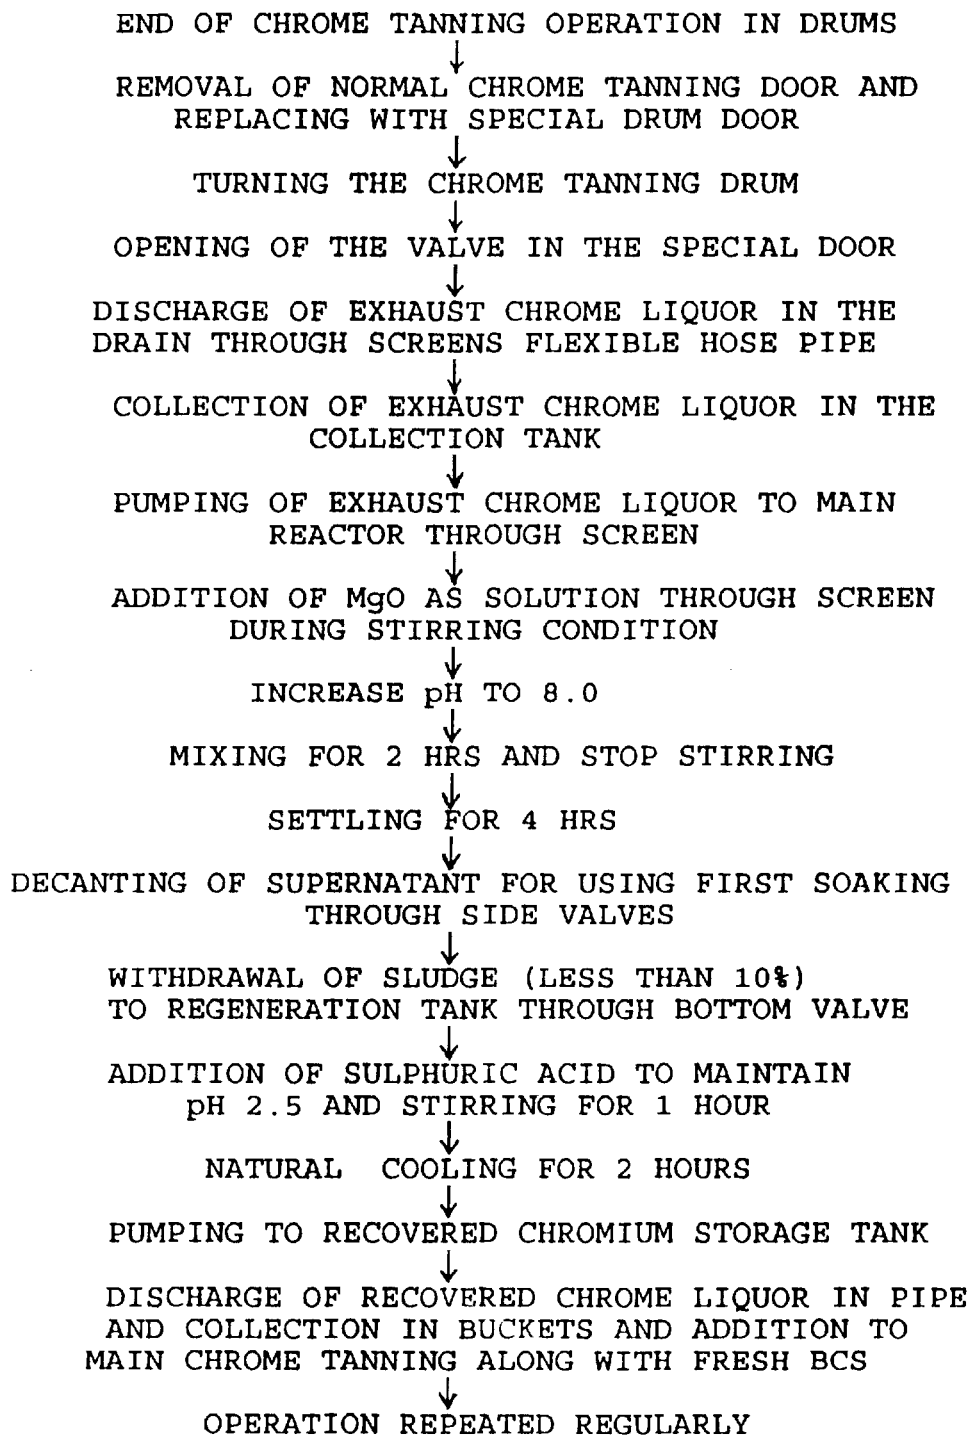 END OF CHROME TANNING OPERATION IN DRUMS
REMOVAL OF NORMAL CHROME TANNING DOOR AND
REPLACING WITH SPECIAL DRUM DOOR
TURNING THE CHROME TANNING DRUM
OPENING OF THE VALVE IN THE SPECIAL DOOR
DISCHARGE OF EXHAUST CHROME LIQUOR IN THE
DRAIN THROUGH SCREENS FLEXIBLE HOSE PIPE
COLLECTION OF EXHAUST CHROME LIQUOR IN THE
COLLECTION TANK
PUMPING OF EXHAUST CHROME LIQUOR TO MAIN
REACTOR THROUGH SCREEN
ADDITION OF MgO AS SOLUTION THROUGH SCREEN
DURING STIRRING CONDITION
INCREASE pH TO 8.0
MIXING FOR 2 HRS AND STOP STIRRING
SETTLING FOR 4 HRS
DECANTING OF SUPERNATANT FOR USING FIRST SOAKING
THROUGH SIDE VALVES
WITHDRAWAL OF SLUDGE (LESS THAN 10%)
TO REGENERATION TANK THROUGH BOTTOM VALVE
ADDITION OF SULPHURIC ACID TO MAINTAIN
pH 2.5 AND STIRRING FOR 1 HOUR
NATURAL COOLING FOR 2 HOURS
PUMPING TO RECOVERED CHROMIUM STORAGE TANK
DISCHARGE OF RECOVERED CHROME LIQUOR IN PIPE
AND COLLECTION IN BUCKETS AND ADDITION TO
MAIN CHROME TANNING ALONG WITH FRESH BCS
OPERATION REPEATED REGULARLY